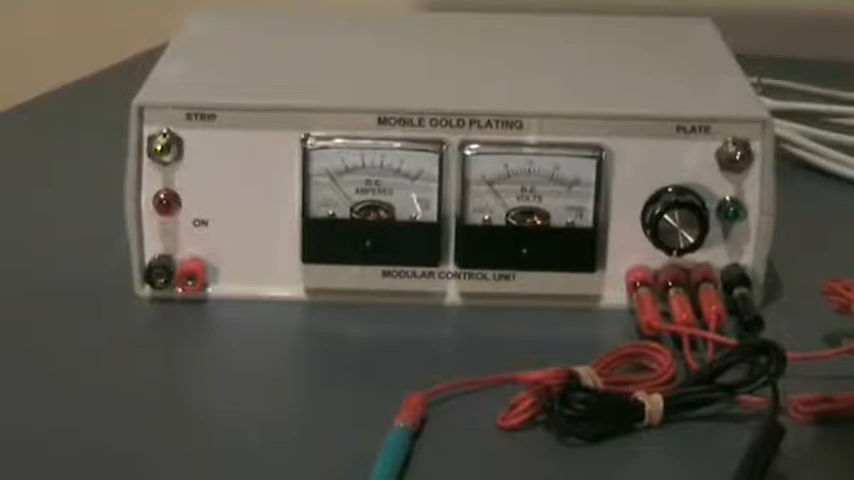 STRIP
MOBILE GOLD PLATING
PLATE
D.C.
AMPERES
D.C.
VOLTS
ON
MODULAR CONTROL UNIT